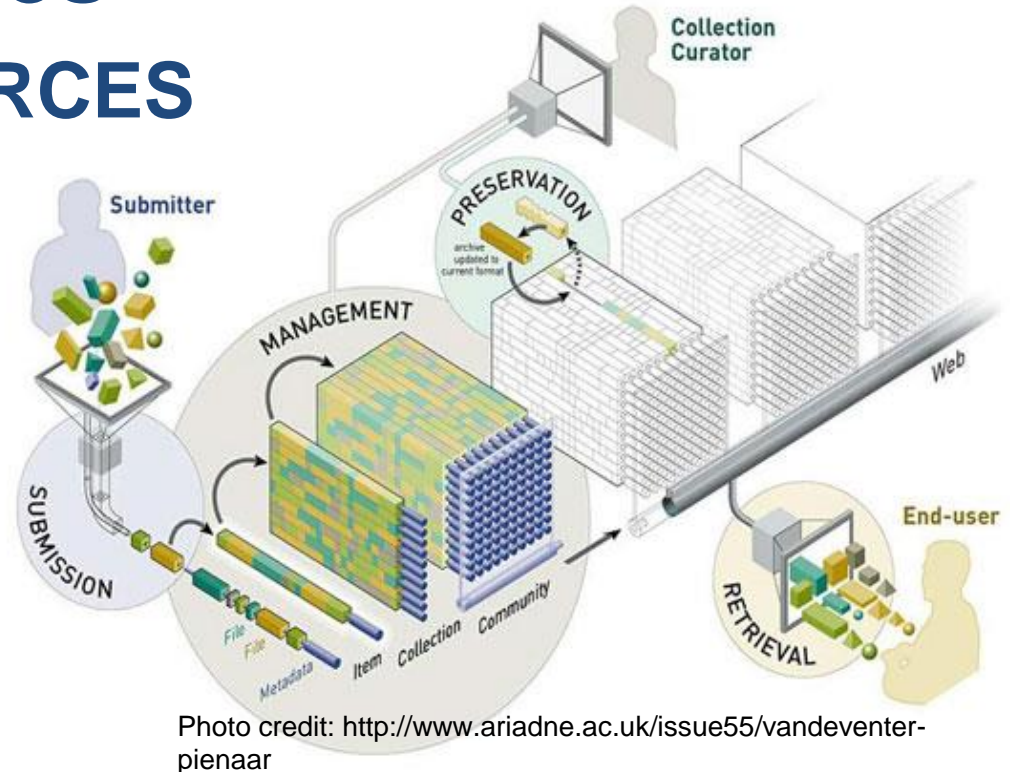 RCES
Collection
Curator
Submitter
PRESERVATION
archive
updated to
current format
MANAGEMENT
Web
SUBMISSION
End-user
File
File
Metadata
Item
Collection
Community
RETRIEVAL
Photo credit: http://www.ariadne.ac.uk/issue55/vandeventer-
pienaar